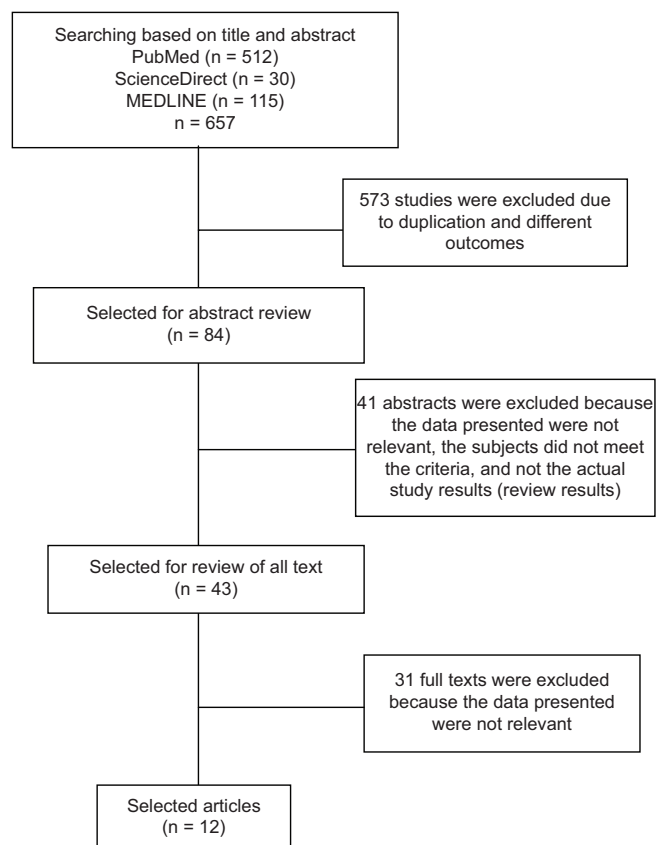 Searching based on title and abstract
PubMed (n = 512)
ScienceDirect (n = 30)
MEDLINE (n = 115)
n = 657
573 studies were excluded due
to duplication and different
outcomes
Selected for abstract review
(n = 84)
41 abstracts were excluded because
the data presented were not
relevant, the subjects did not meet
the criteria, and not the actual
study results (review results)
Selected for review of all text
(n = 43)
31 full texts were excluded
because the data presented
were not relevant
Selected articles
(n = 12)